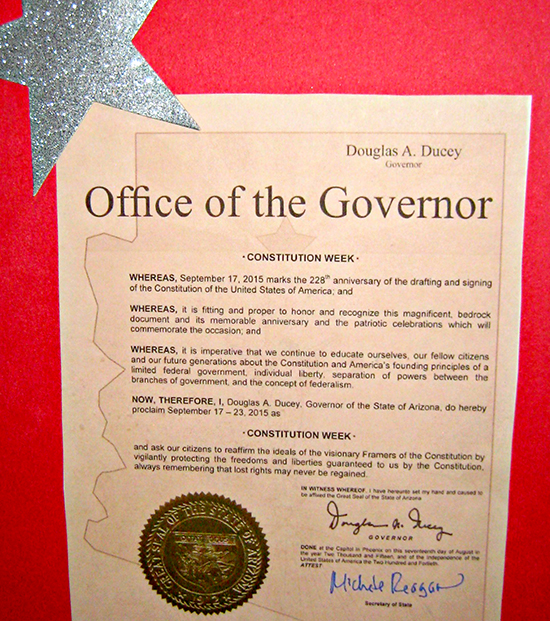 Douglas A. Ducey
Governor
Office of the Governor
· CONSTITUTION WEEK ·
WHEREAS, September 17, 2015 marks the 228th anniversary of the drafting and signing
of the Constitution of the United States of America; and
WHEREAS, it is fitting and proper to honor and recognize this magnificent, bedrock
document and its memorable anniversary and the patriotic celebrations which will
commemorate the occasion; and
WHEREAS, it is imperative that we continue to educate ourselves, our fellow citizens
and our future generations about the Constitution and America's founding principles of a
limited federal government, individual liberty, separation of powers between the
branches of government, and the concept of federalism.
NOW, THEREFORE, I, Douglas A. Ducey, Governor of the State of Arizona, do hereby
proclaim September 17 – 23, 2015 as
· CONSTITUTION WEEK ·
and ask our citizens to reaffirm the ideals of the visionary Framers of the Constitution by
vigilantly protecting the freedoms and liberties guaranteed to us by the Constitution,
always remembering that lost rights may never be regained.
IN WITNESS WHEREOF, I have hereunto set my hand and caused to
be affixed the Great Seal of the State of Arizona
Douglas A. Ducey
GOVERNOR
DONE at the Capitol in Phoenix on this seventeenth day of August in
the year Two Thousand and Fifteen, and of the Independence of the
United States of America the Two Hundred and Fortieth.
ATTEST:
Michele Reagan
Secretary of State
GREAT SEAL OF THE STATE OF ARIZONA